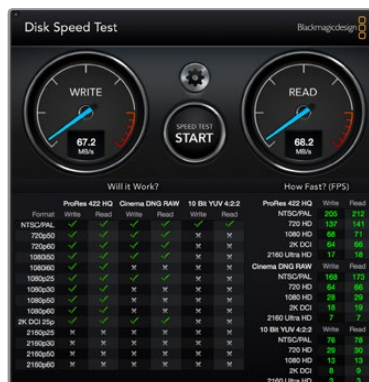 Disk Speed Test
Blackmagicdesign
WRITE
67.2
MB/s
SPEED TEST
START
READ
68.2
MB/s
Will it Work?
ProRes 422 HQ Cinema DNG RAW 10 Bit YUV 4:2:2
Format Write Read Write Read Write Read
NTSC/PAL
720p50
720p60
1080i50
1080i60
1080p25
1080p30
1080p50
1080p60
2K DCI 25p
2160p25
2160p30
2160p50
2160p60
How Fast? (FPS)
ProRes 422 HQ Write Read
NTSC/PAL 205 212
720 HD 137 141
1080 HD 68 71
2K DCI 64 66
2160 Ultra HD 17 18
Cinema DNG RAW Write Read
NTSC/PAL 168 173
720 HD 64 66
1080 HD 28 29
2K DCI 18 19
2160 Ultra HD 7 7
10 Bit YUV 4:2:2 Write Read
NTSC/PAL 76 78
720 HD 29 30
1080 HD 13 13
2K DCI 8 9
2160 Ultra HD 3 3